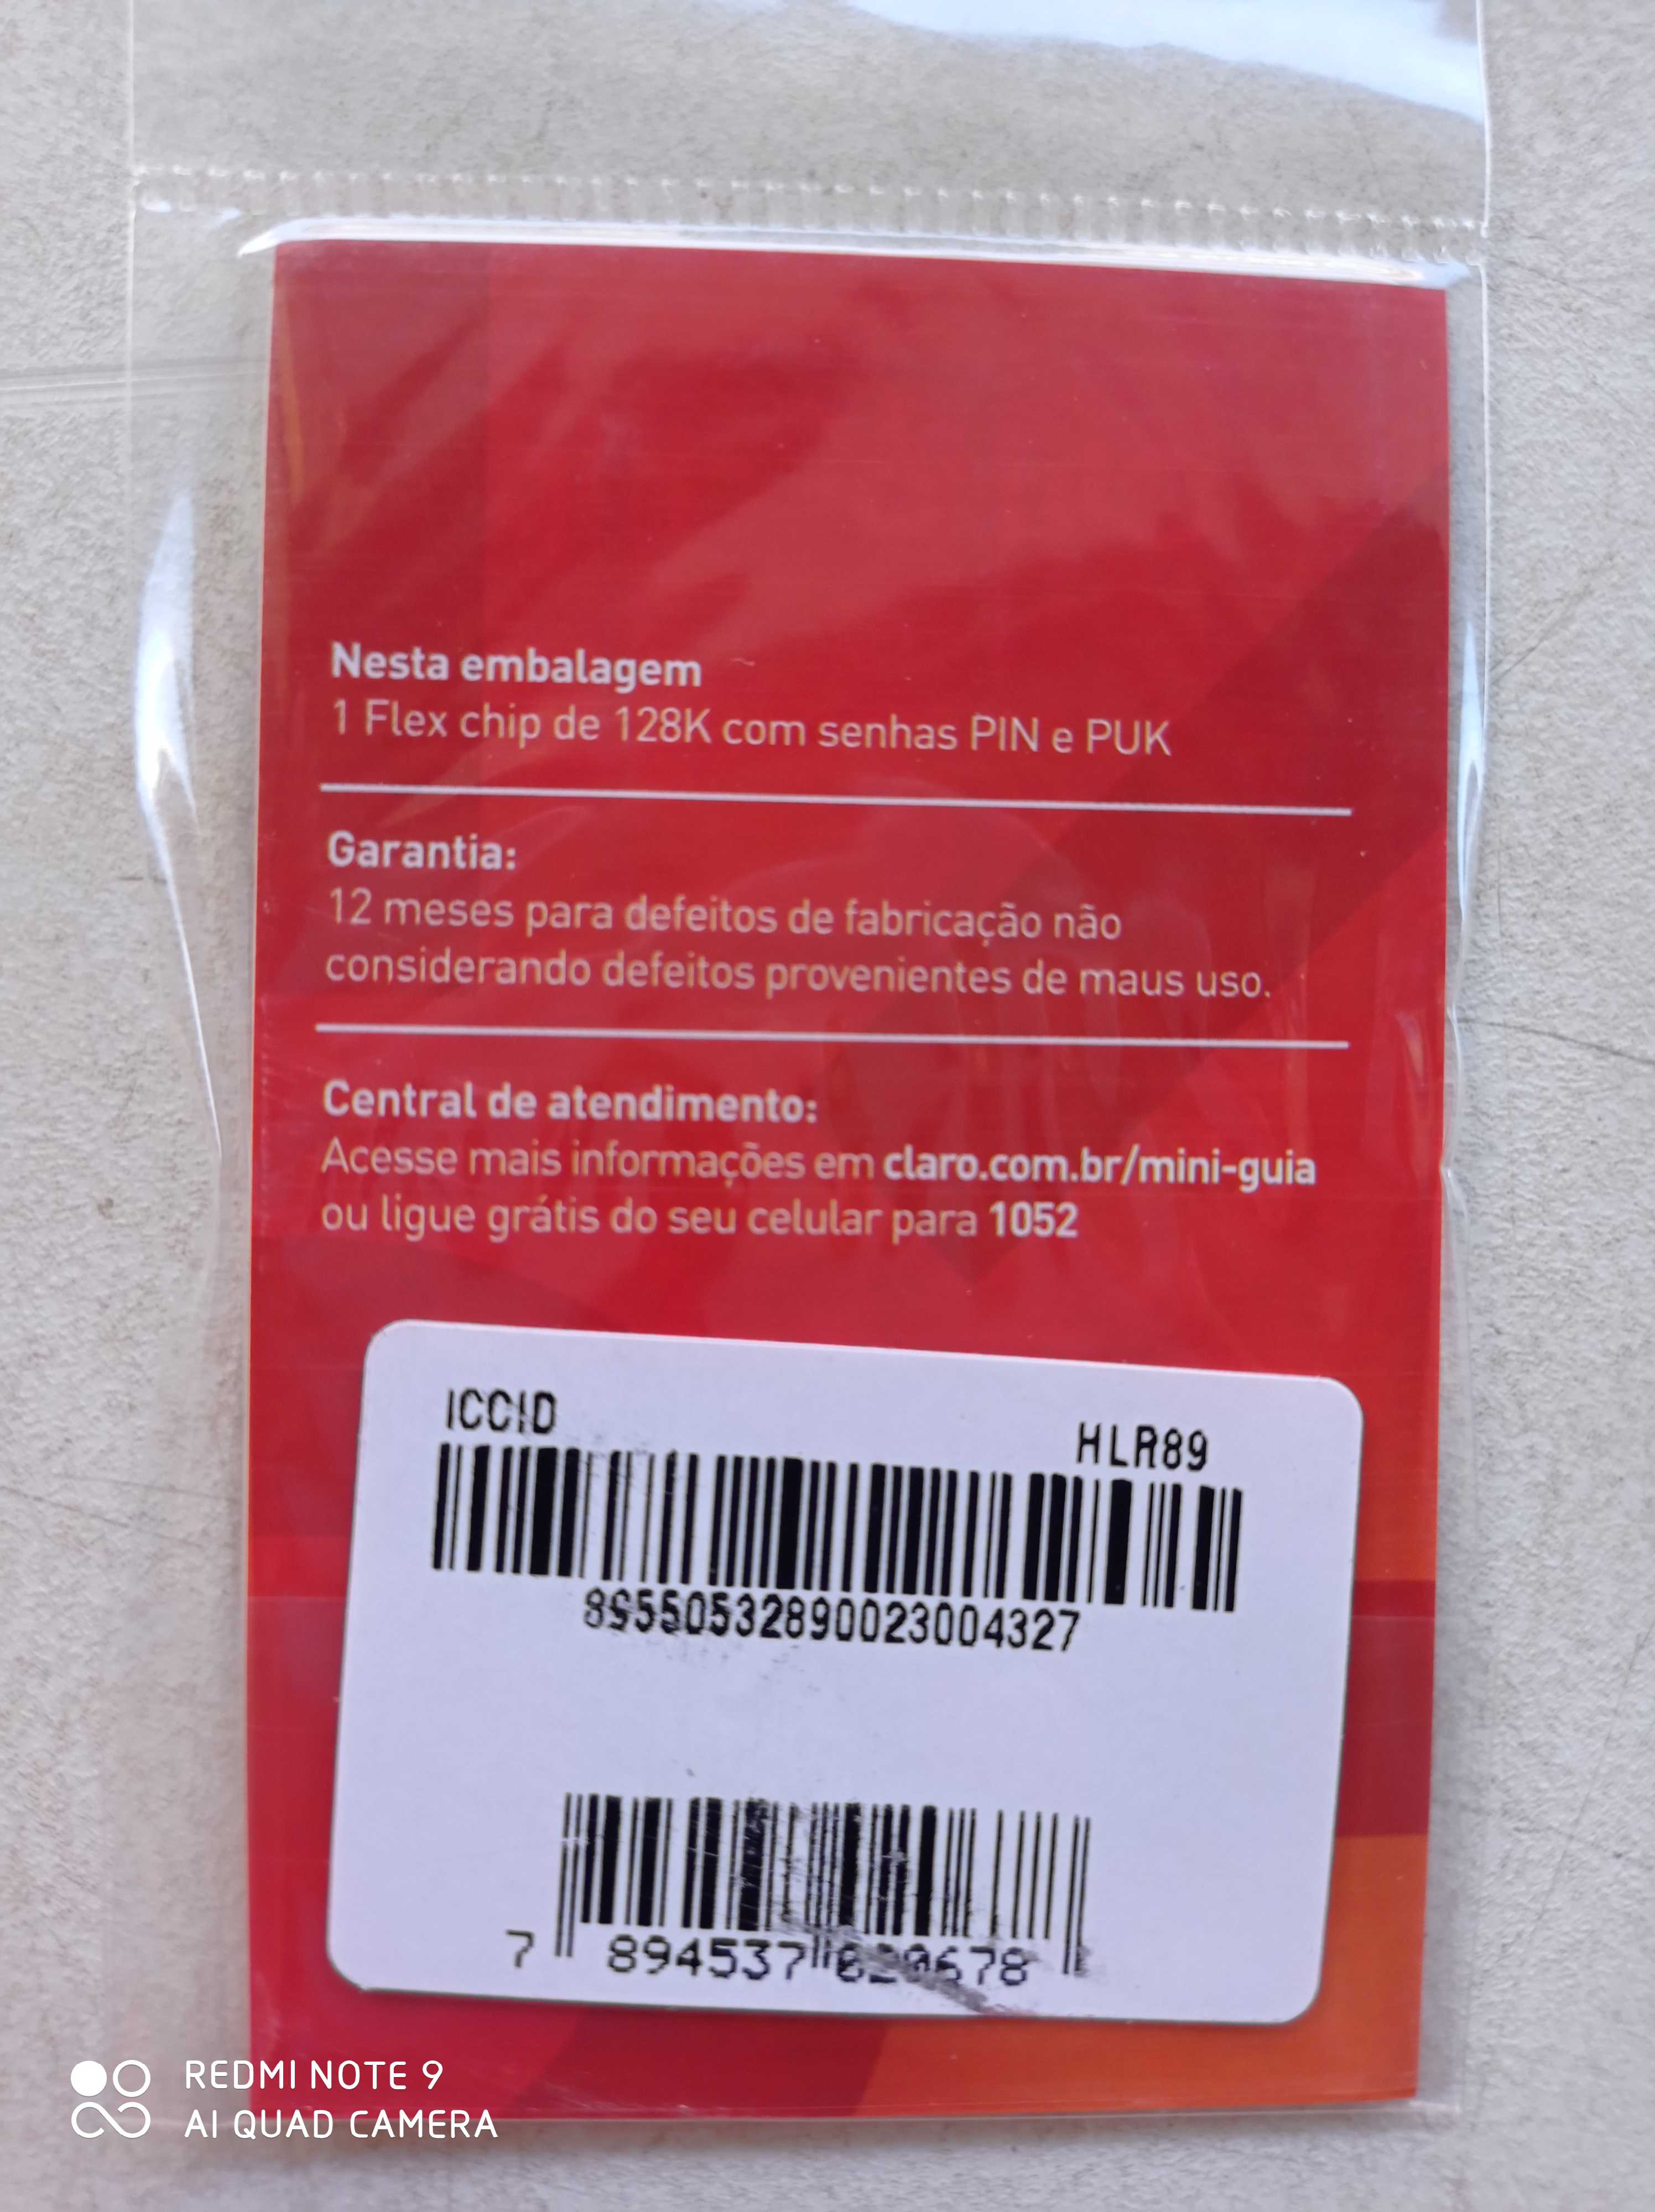 Nesta embalagem
1 Flex chip de 128K com senhas PIN e PUK
Garantia:
12 meses para defeitos de fabricação não
considerando defeitos provenientes de maus uso.
Central de atendimento:
Acesse mais informações em claro.com.br/mini-guia
ou ligue grátis do seu celular para 1052
ICCID
HLR89
89550532890023004327
7 894537 620678
REDMI NOTE 9
AI QUAD CAMERA